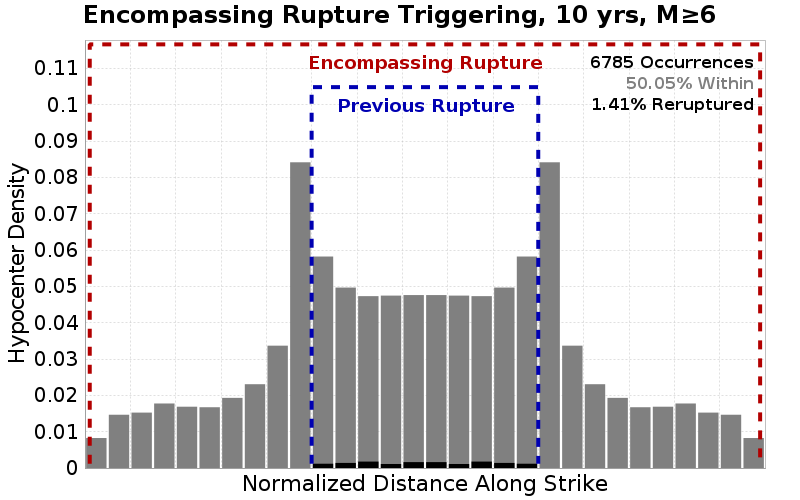 Encompassing Rupture Triggering, 10 yrs, M≥6
Encompassing Rupture
6785 Occurrences
50.05% Within
1.41% Reruptured
Previous Rupture
Hypocenter Density
0.11
0.1
0.09
0.08
0.07
0.06
0.05
0.04
0.03
0.02
0.01
0
Normalized Distance Along Strike